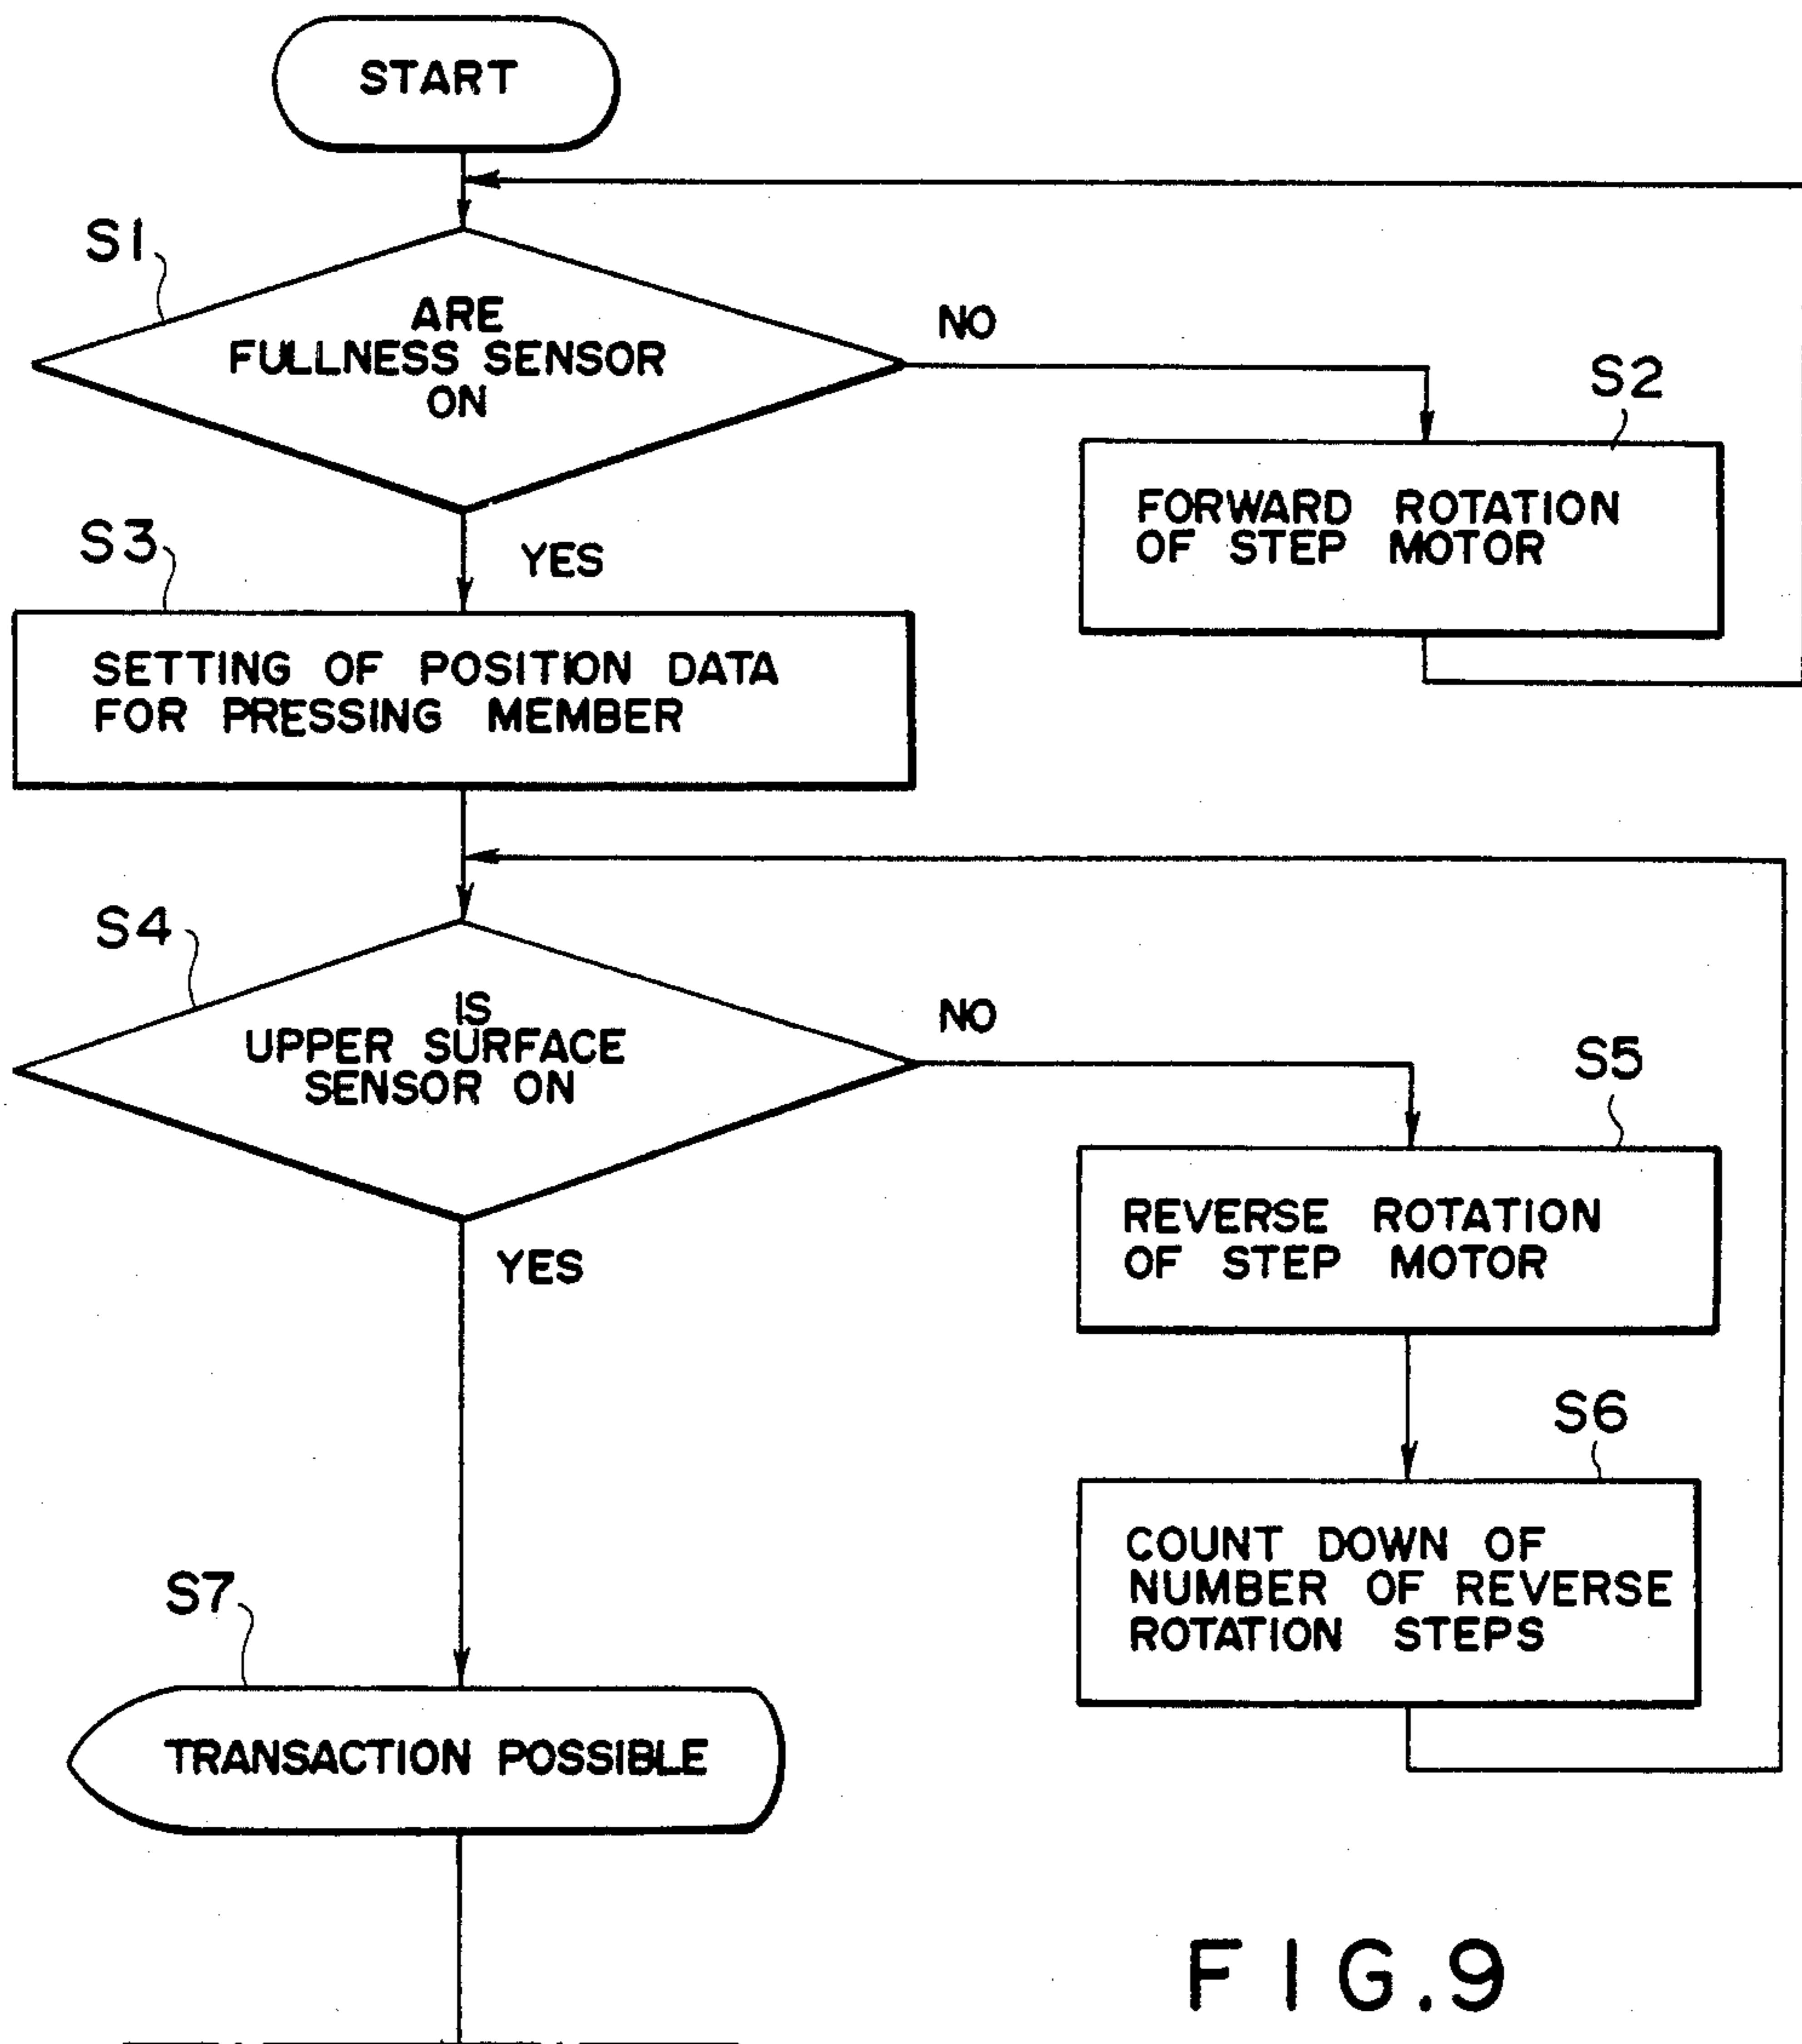 START
S1
ARE
FULLNESS SENSOR
ON
NO
S2
FORWARD ROTATION
OF STEP MOTOR
YES
S3
SETTING OF POSITION DATA
FOR PRESSING MEMBER
S4
IS
UPPER SURFACE
SENSOR ON
NO
S5
REVERSE ROTATION
OF STEP MOTOR
YES
S6
COUNT DOWN OF
NUMBER OF REVERSE
ROTATION STEPS
S7
TRANSACTION POSSIBLE
FIG.9